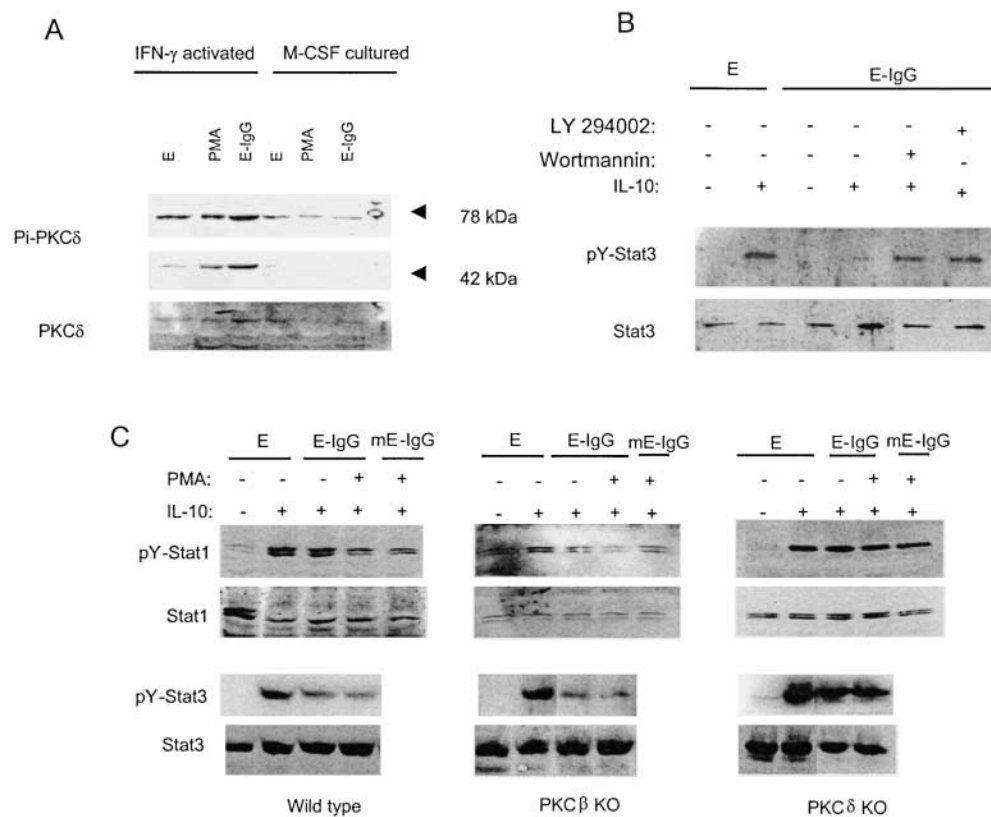 A
IFN-γ activated M-CSF cultured
E PMA E-IgG E PMA E-IgG
Pi-PKCδ
78 kDa
42 kDa
PKCδ
B
E E-IgG
LY 294002: - - - - - +
Wortmannin: - - - - + -
IL-10: - + - + + +
pY-Stat3
Stat3
C
E E-IgG mE-IgG E E-IgG mE-IgG E E-IgG mE-IgG
PMA: - - - + + - - - + + - - - + +
IL-10: - + + + + - + + + + - + + + +
pY-Stat1
Stat1
pY-Stat3
Stat3
Wild type PKCβ KO PKCδ KO